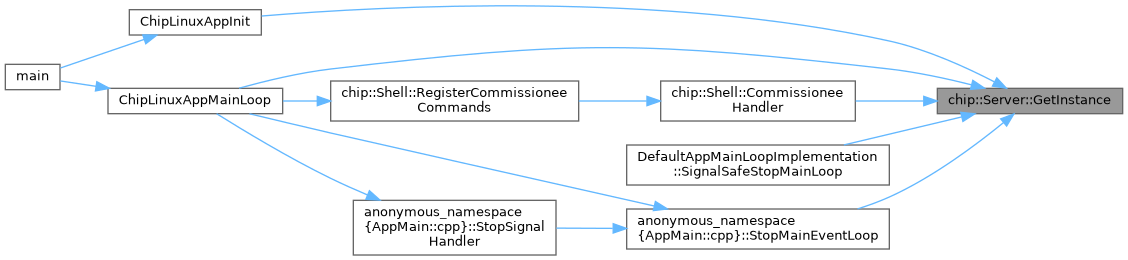 ChipLinuxAppInit
main
ChipLinuxAppMainLoop
chip::Shell::RegisterCommissionee
Commands
chip::Shell::Commissionee
Handler
chip::Server::GetInstance
DefaultAppMainLoopImplementation
::SignalSafeStopMainLoop
anonymous_namespace
{AppMain::cpp}::StopSignal
Handler
anonymous_namespace
{AppMain::cpp}::StopMainEventLoop